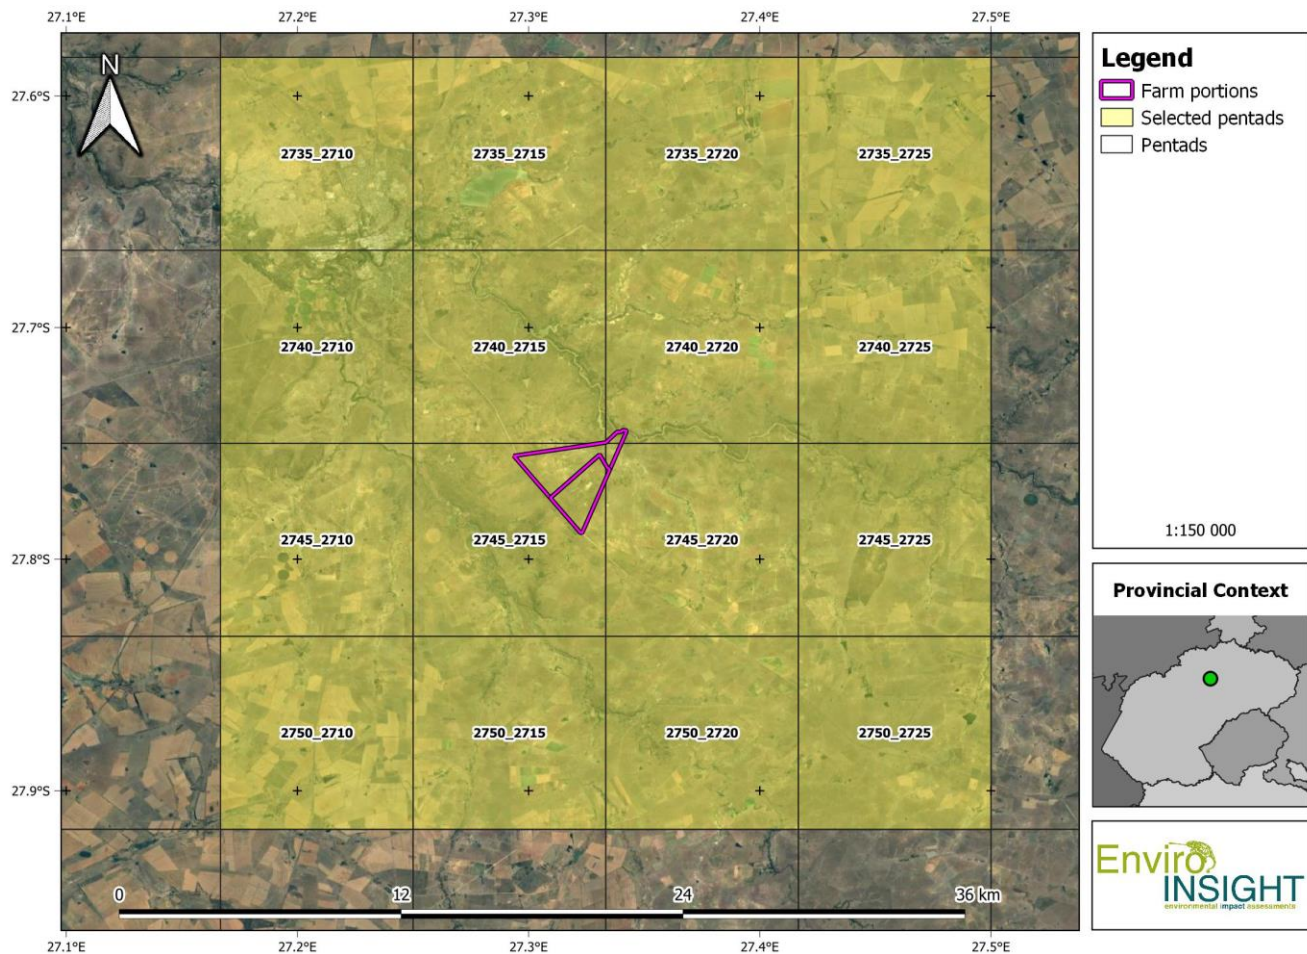 27.1°E 27.2°E 27.3°E 27.4°E 27.5°E
N
27.6°S
27.7°S
27.8°S
27.9°S
2735_2710 2735_2715 2735_2720 2735_2725
2740_2710 2740_2715 2740_2720 2740_2725
2745_2710 2745_2715 2745_2720 2745_2725
2750_2710 2750_2715 2750_2720 2750_2725
0 12 24 36 km
27.1°E 27.2°E 27.3°E 27.4°E 27.5°E
Legend
Farm portions
Selected pentads
Pentads
1:150 000
Provincial Context
Enviro
INSIGHT
environmental impact assessments